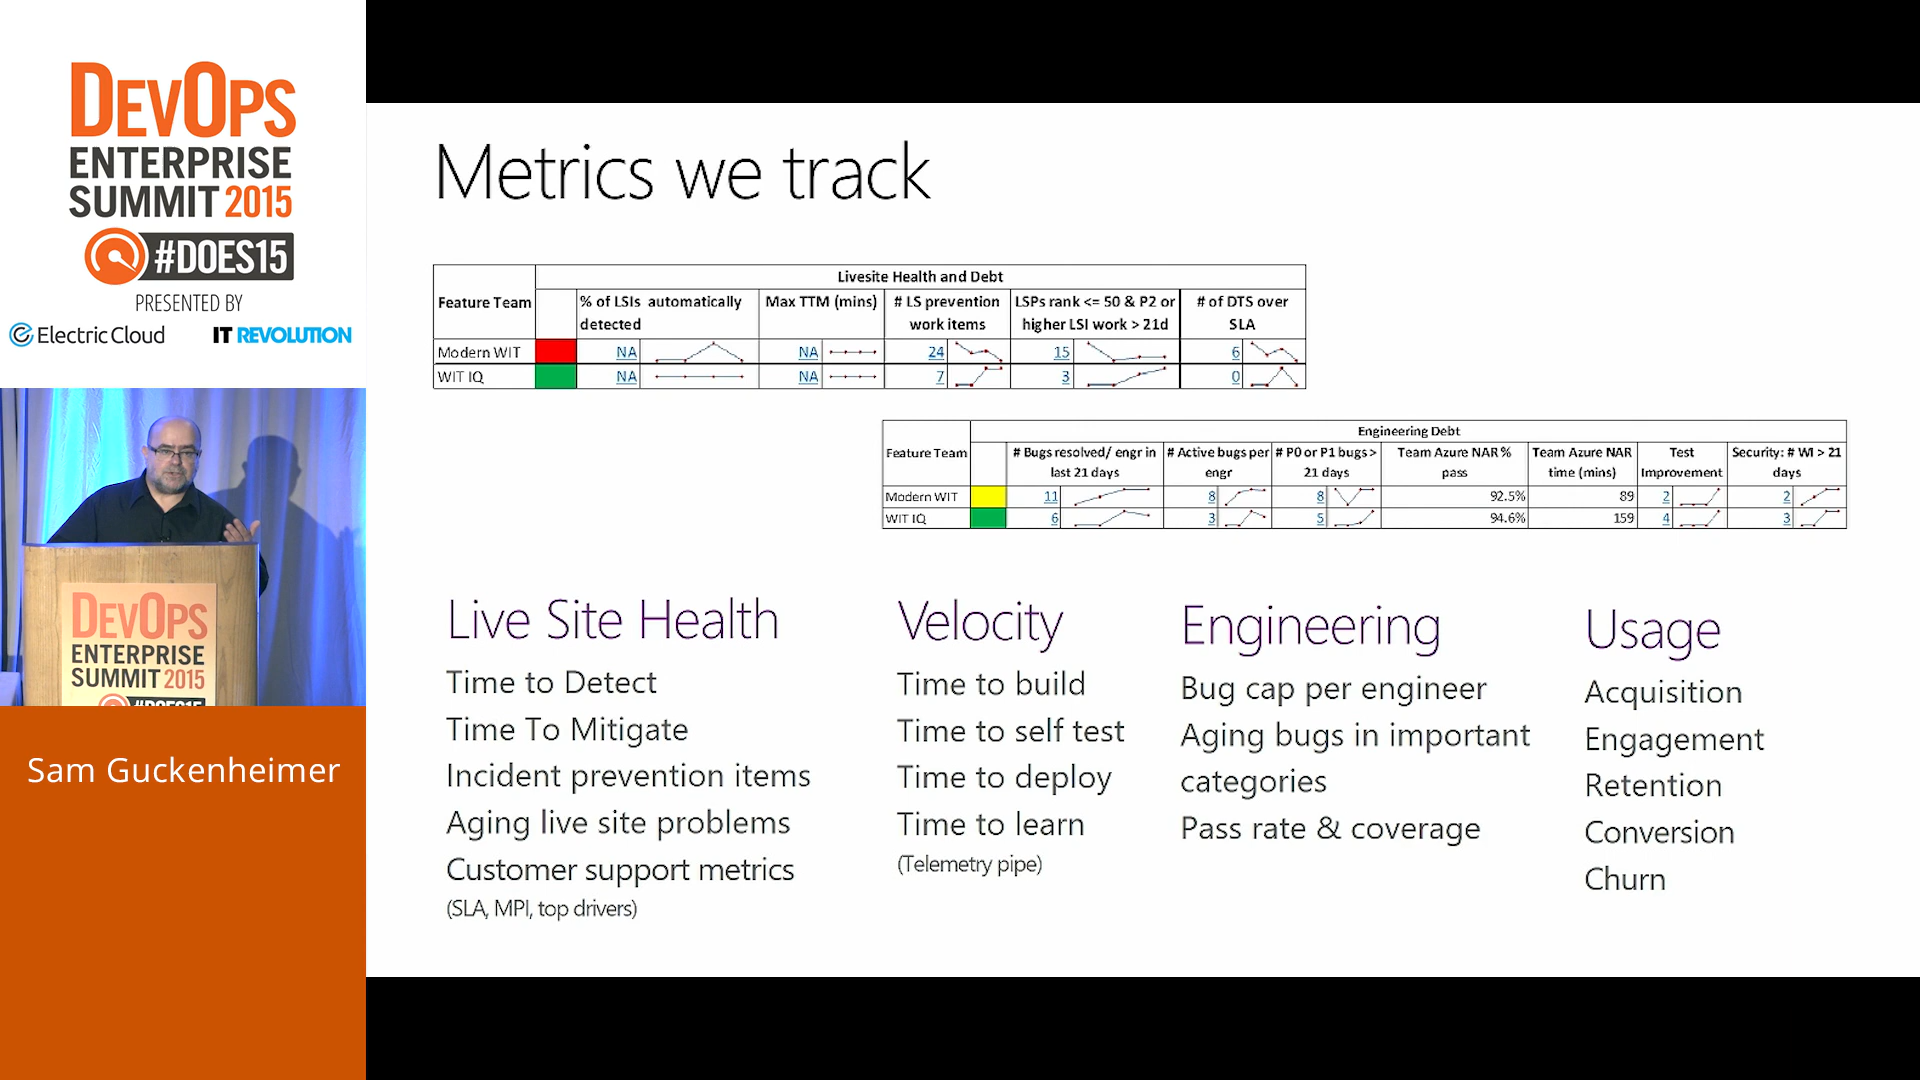 DEVOPS
ENTERPRISE
SUMMIT 2015
#DOES15
PRESENTED BY
Electric Cloud IT REVOLUTION
DEVOPS
ENTERPRISE
SUMMIT 2015
#DOES15
Sam Guckenheimer
Metrics we track
Livesite Health and Debt
Feature Team % of LSIs automatically detected Max TTM (mins) # LS prevention work items LSPs rank <= 50 & P2 or higher LSI work > 21d # of DTS over SLA
Modern WIT NA NA 24 15 6
WIT IQ NA NA 7 3 0
Engineering Debt
Feature Team # Bugs resolved/ engr in last 21 days # Active bugs per engr # P0 or P1 bugs > 21 days Team Azure NAR % pass Team Azure NAR time (mins) Test Improvement Security: # WI > 21 days
Modern WIT 11 8 8 92.5% 89 2 2
WIT IQ 6 3 5 94.6% 159 4 3
Live Site Health
Time to Detect
Time To Mitigate
Incident prevention items
Aging live site problems
Customer support metrics
(SLA, MPI, top drivers)
Velocity
Time to build
Time to self test
Time to deploy
Time to learn
(Telemetry pipe)
Engineering
Bug cap per engineer
Aging bugs in important
categories
Pass rate & coverage
Usage
Acquisition
Engagement
Retention
Conversion
Churn